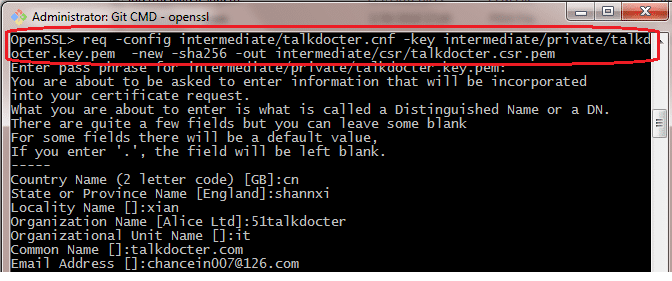 Administrator: Git CMD - openssl
OpenSSL> req -config intermediate/talkdocter.cnf -key intermediate/private/talkd
octer.key.pem  -new -sha256 -out intermediate/csr/talkdocter.csr.pem
Enter pass phrase for intermediate/private/talkdocter.key.pem:
You are about to be asked to enter information that will be incorporated
into your certificate request.
What you are about to enter is what is called a Distinguished Name or a DN.
There are quite a few fields but you can leave some blank
For some fields there will be a default value,
If you enter '.', the field will be left blank.
-----
Country Name (2 letter code) [GB]:cn
State or Province Name [England]:shannxi
Locality Name []:xian
Organization Name [Alice Ltd]:51talkdocter
Organizational Unit Name []:it
Common Name []:talkdocter.com
Email Address []:chancein007@126.com